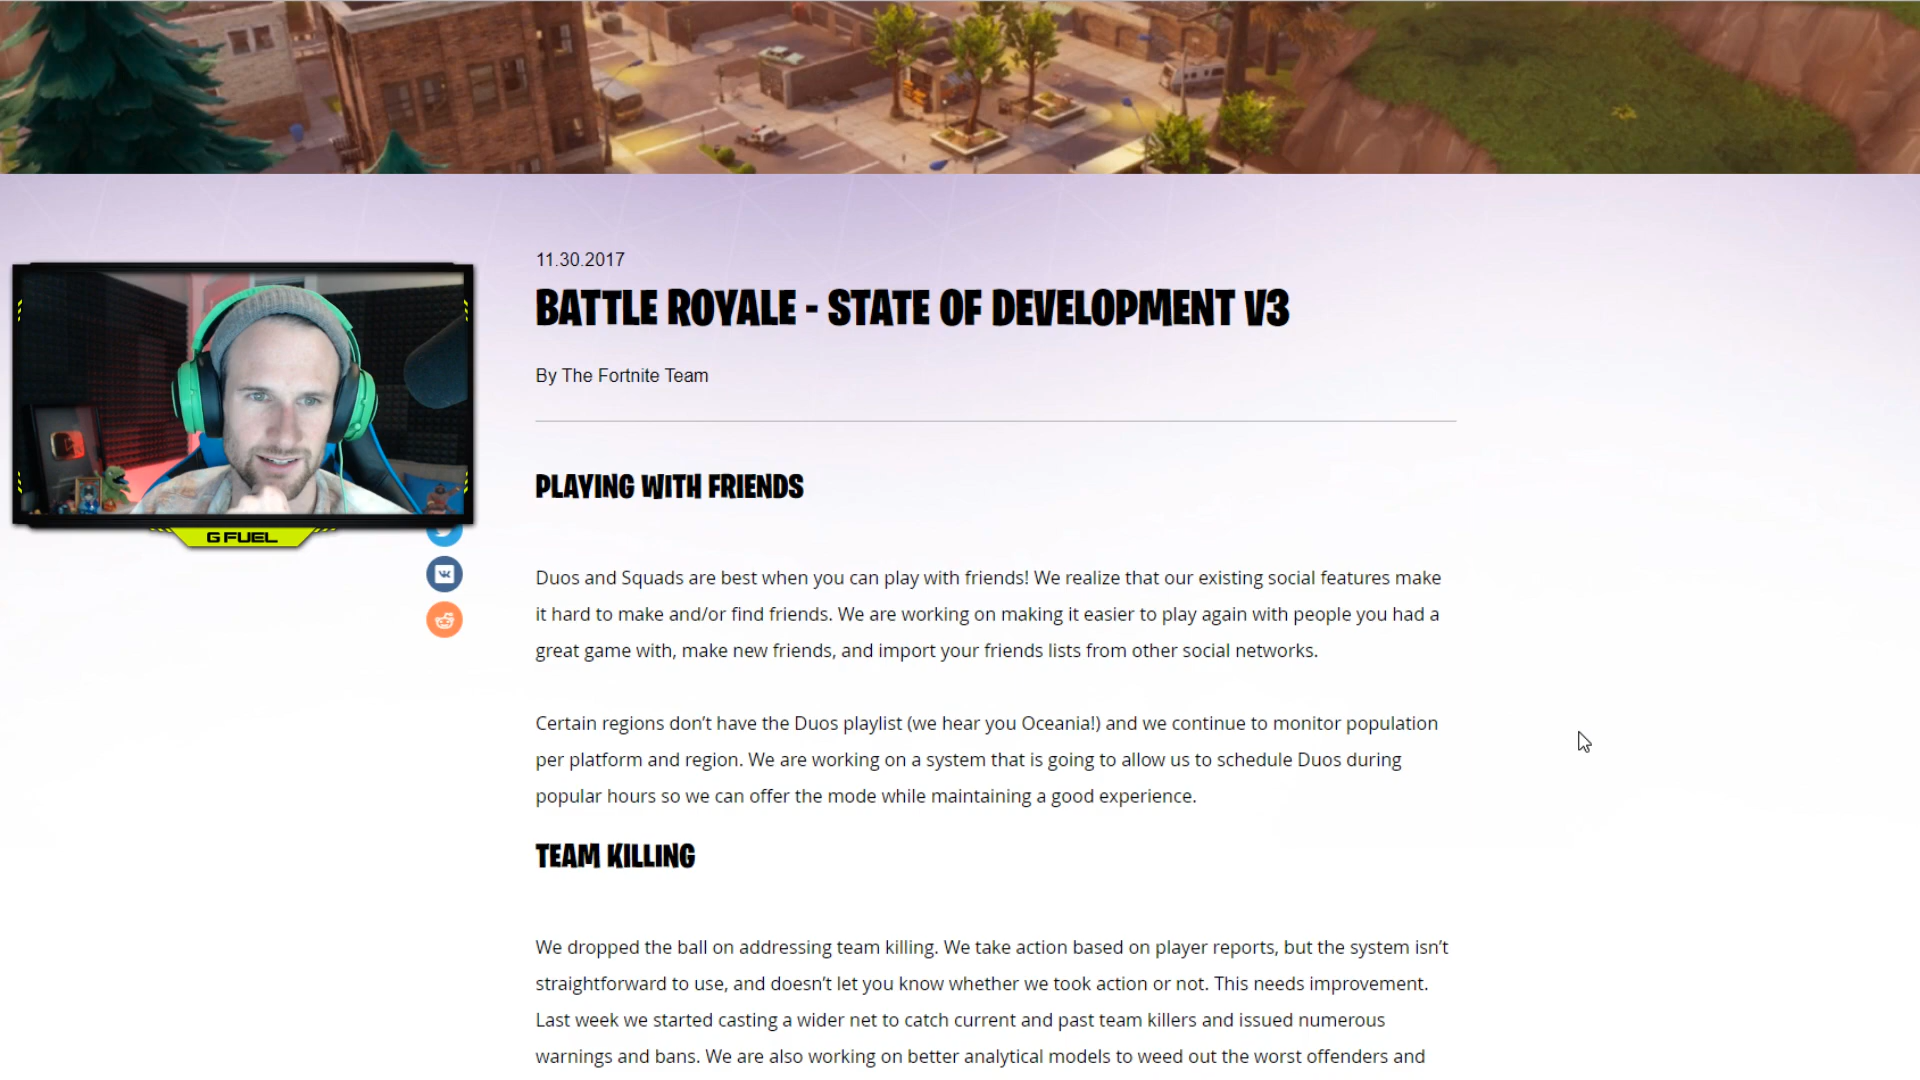 11.30.2017
BATTLE ROYALE - STATE OF DEVELOPMENT V3
By The Fortnite Team
G FUEL
PLAYING WITH FRIENDS
Duos and Squads are best when you can play with friends! We realize that our existing social features make
it hard to make and/or find friends. We are working on making it easier to play again with people you had a
great game with, make new friends, and import your friends lists from other social networks.
Certain regions don’t have the Duos playlist (we hear you Oceania!) and we continue to monitor population
per platform and region. We are working on a system that is going to allow us to schedule Duos during
popular hours so we can offer the mode while maintaining a good experience.
TEAM KILLING
We dropped the ball on addressing team killing. We take action based on player reports, but the system isn’t
straightforward to use, and doesn’t let you know whether we took action or not. This needs improvement.
Last week we started casting a wider net to catch current and past team killers and issued numerous
warnings and bans. We are also working on better analytical models to weed out the worst offenders and